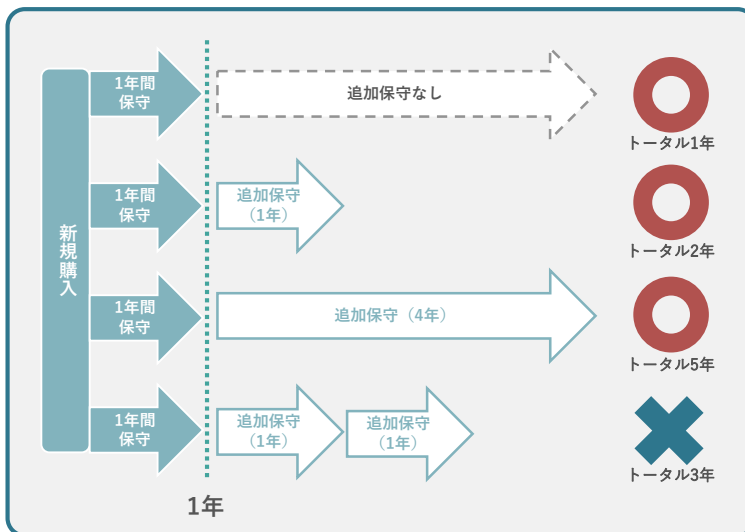 新規購入
1年間
保守
追加保守なし
トータル1年
1年間
保守
追加保守
（1年）
トータル2年
1年間
保守
追加保守（4年）
トータル5年
1年間
保守
追加保守
（1年）
追加保守
（1年）
トータル3年
1年